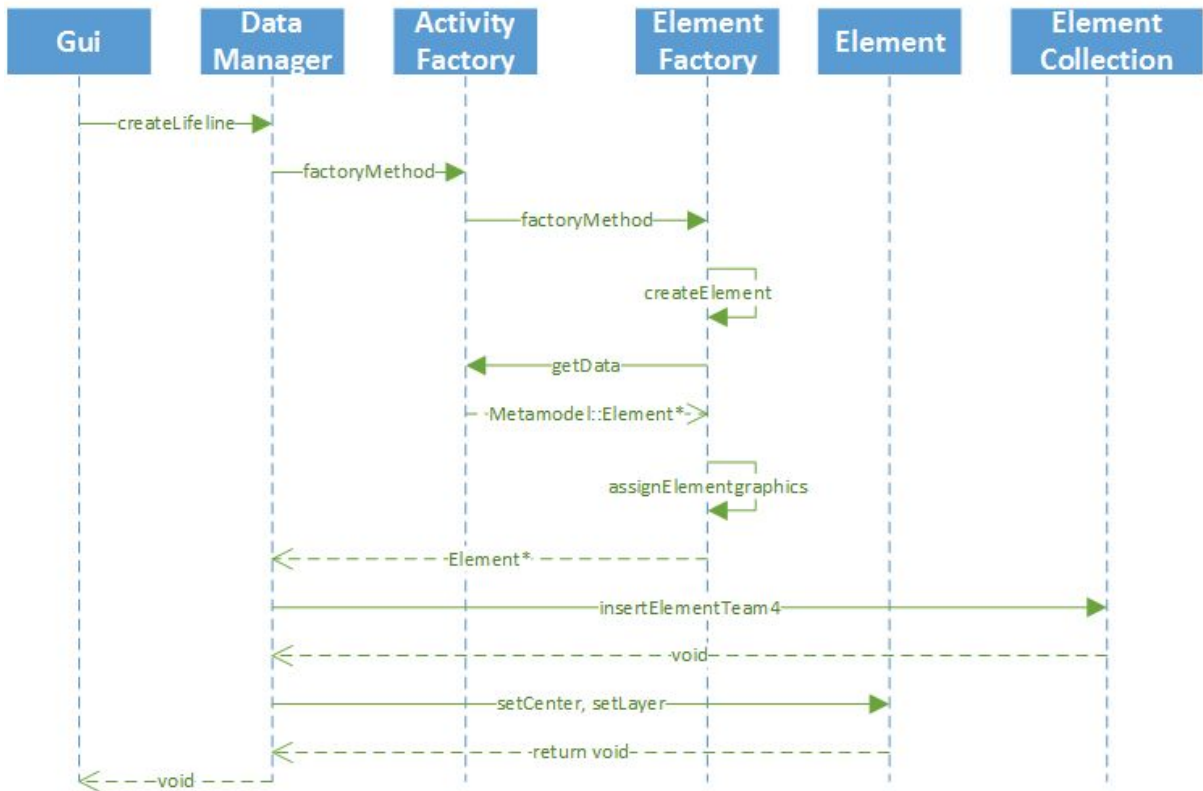 Gui
Data
Manager
Activity
Factory
Element
Factory
Element
Element
Collection
createLifeline
factoryMethod
factoryMethod
createElement
getData
Metamodel::Element*
assignElementgraphics
Element*
insertElementTeam4
void
setCenter, setLayer
return void
void